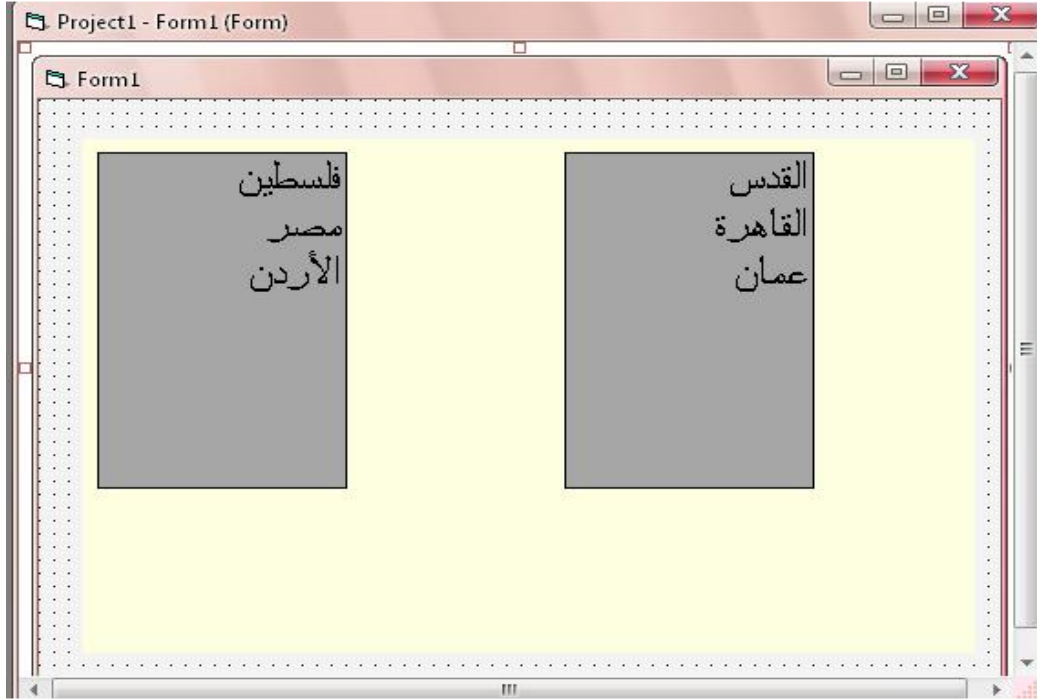 Project1 - Form1 (Form)
Form1
فلسطين
مصر
الأردن
القدس
القاهرة
عمان